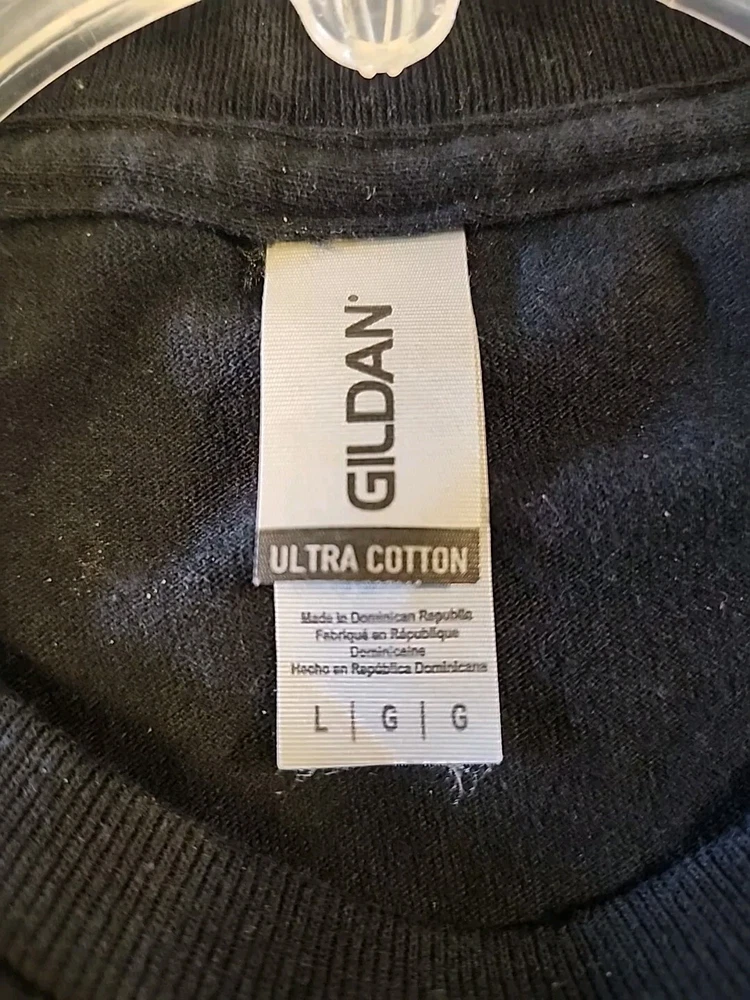 GILDAN®
ULTRA COTTON
Made in Dominican Republic
Fabriqué en République
Dominicaine
Hecho en República Dominicana
L | G | G